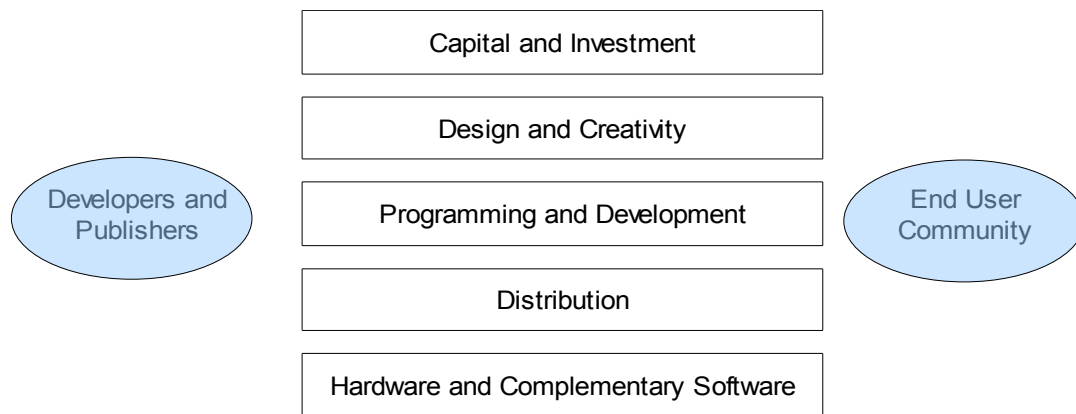 Capital and Investment
Design and Creativity
Developers and
Publishers
Programming and Development
End User
Community
Distribution
Hardware and Complementary Software